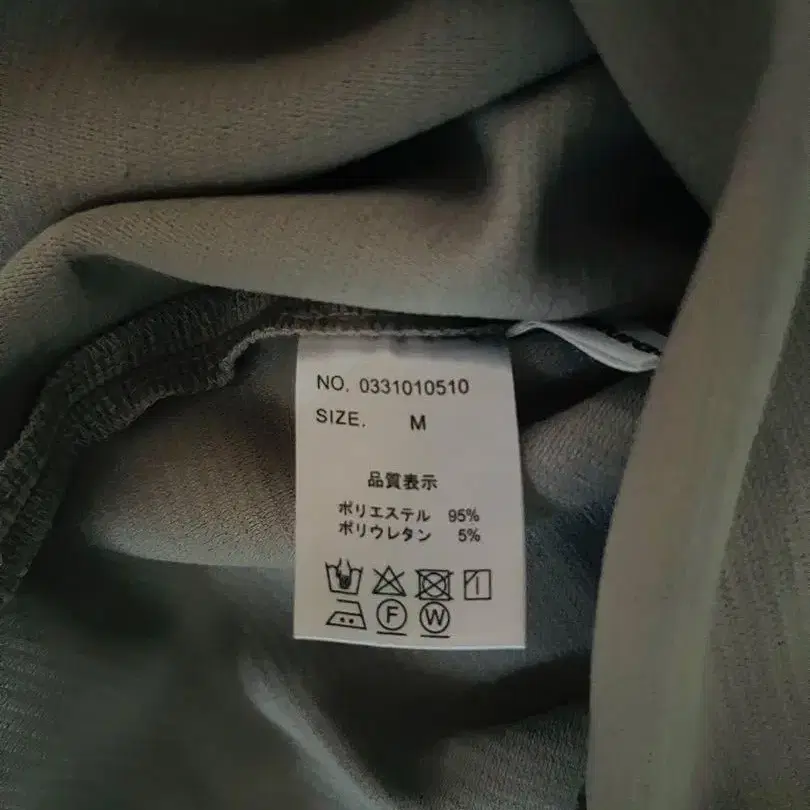 NO. 0331010510
SIZE. M
品質表示
ポリエステル 95%
ポリウレタン 5%
F W